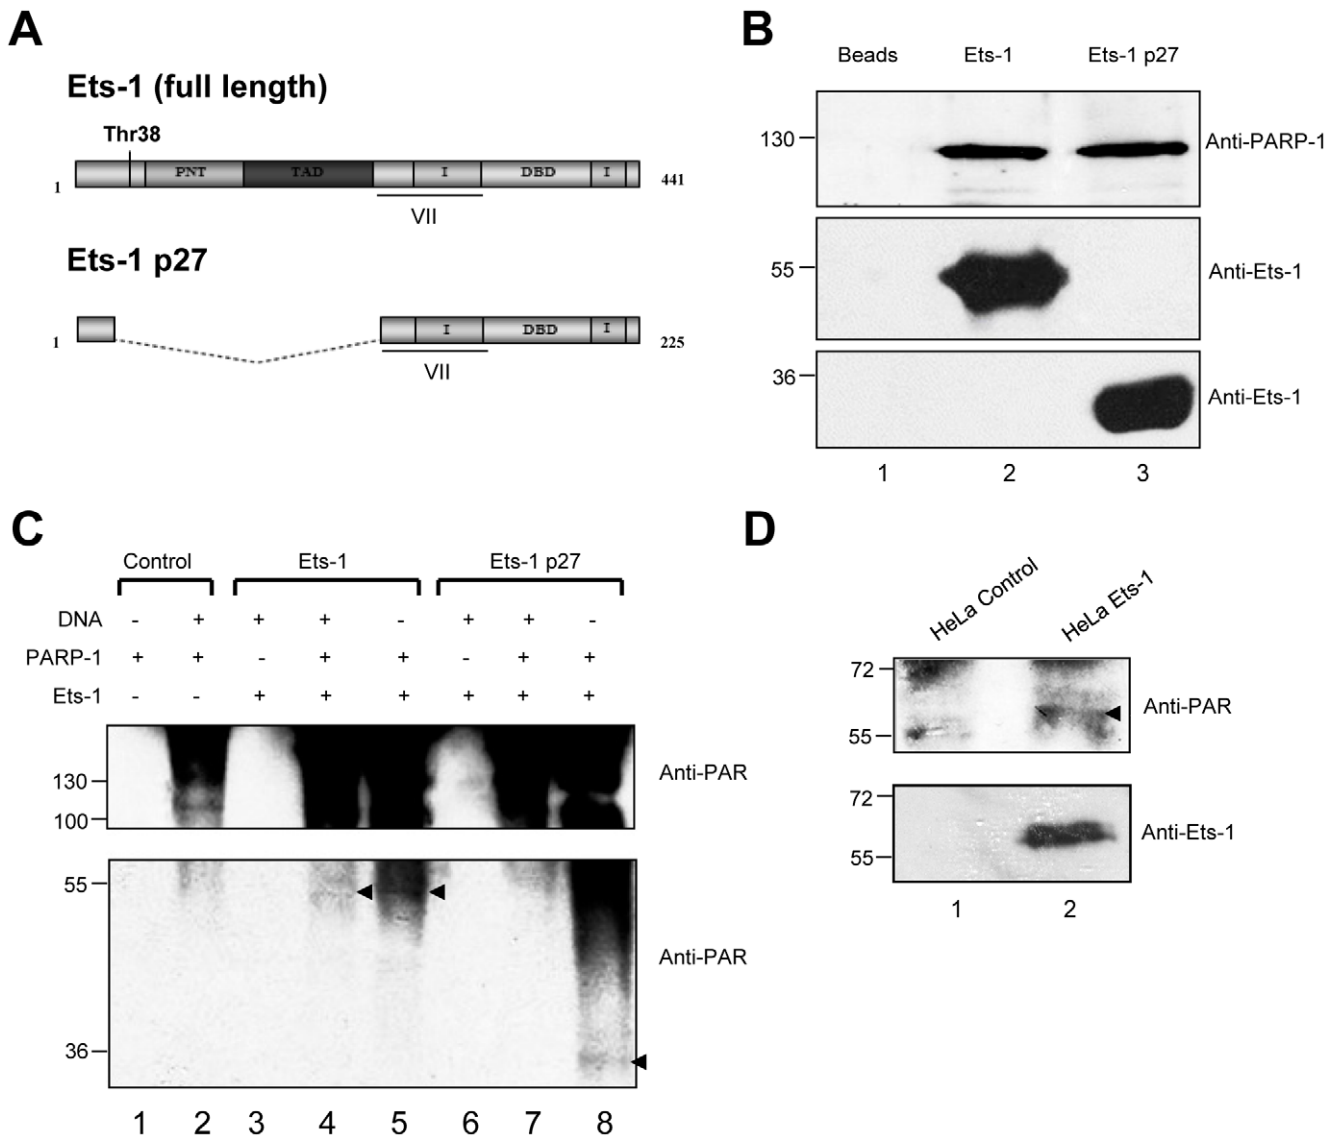 A
Ets-1 (full length)
Thr38
PNT TAD I DBD I
1 441
VII
Ets-1 p27
I DBD I
1 225
VII
B
Beads Ets-1 Ets-1 p27
130 Anti-PARP-1
55 Anti-Ets-1
36 Anti-Ets-1
1 2 3
C
Control Ets-1 Ets-1 p27
DNA - + + + - + + -
PARP-1 + + - + + - + +
Ets-1 - - + + + + + +
130 Anti-PAR
100
55
Anti-PAR
36
1 2 3 4 5 6 7 8
D
HeLa Control HeLa Ets-1
72
Anti-PAR
55
72
Anti-Ets-1
55
1 2